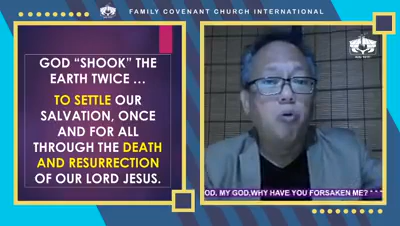 FAMILY COVENANT CHURCH INTERNATIONAL
GOD “SHOOK” THE
EARTH TWICE …
TO SETTLE OUR
SALVATION, ONCE
AND FOR ALL
THROUGH THE DEATH
AND RESURRECTION
OF OUR LORD JESUS.
OD, MY GOD,WHY HAVE YOU FORSAKEN ME?